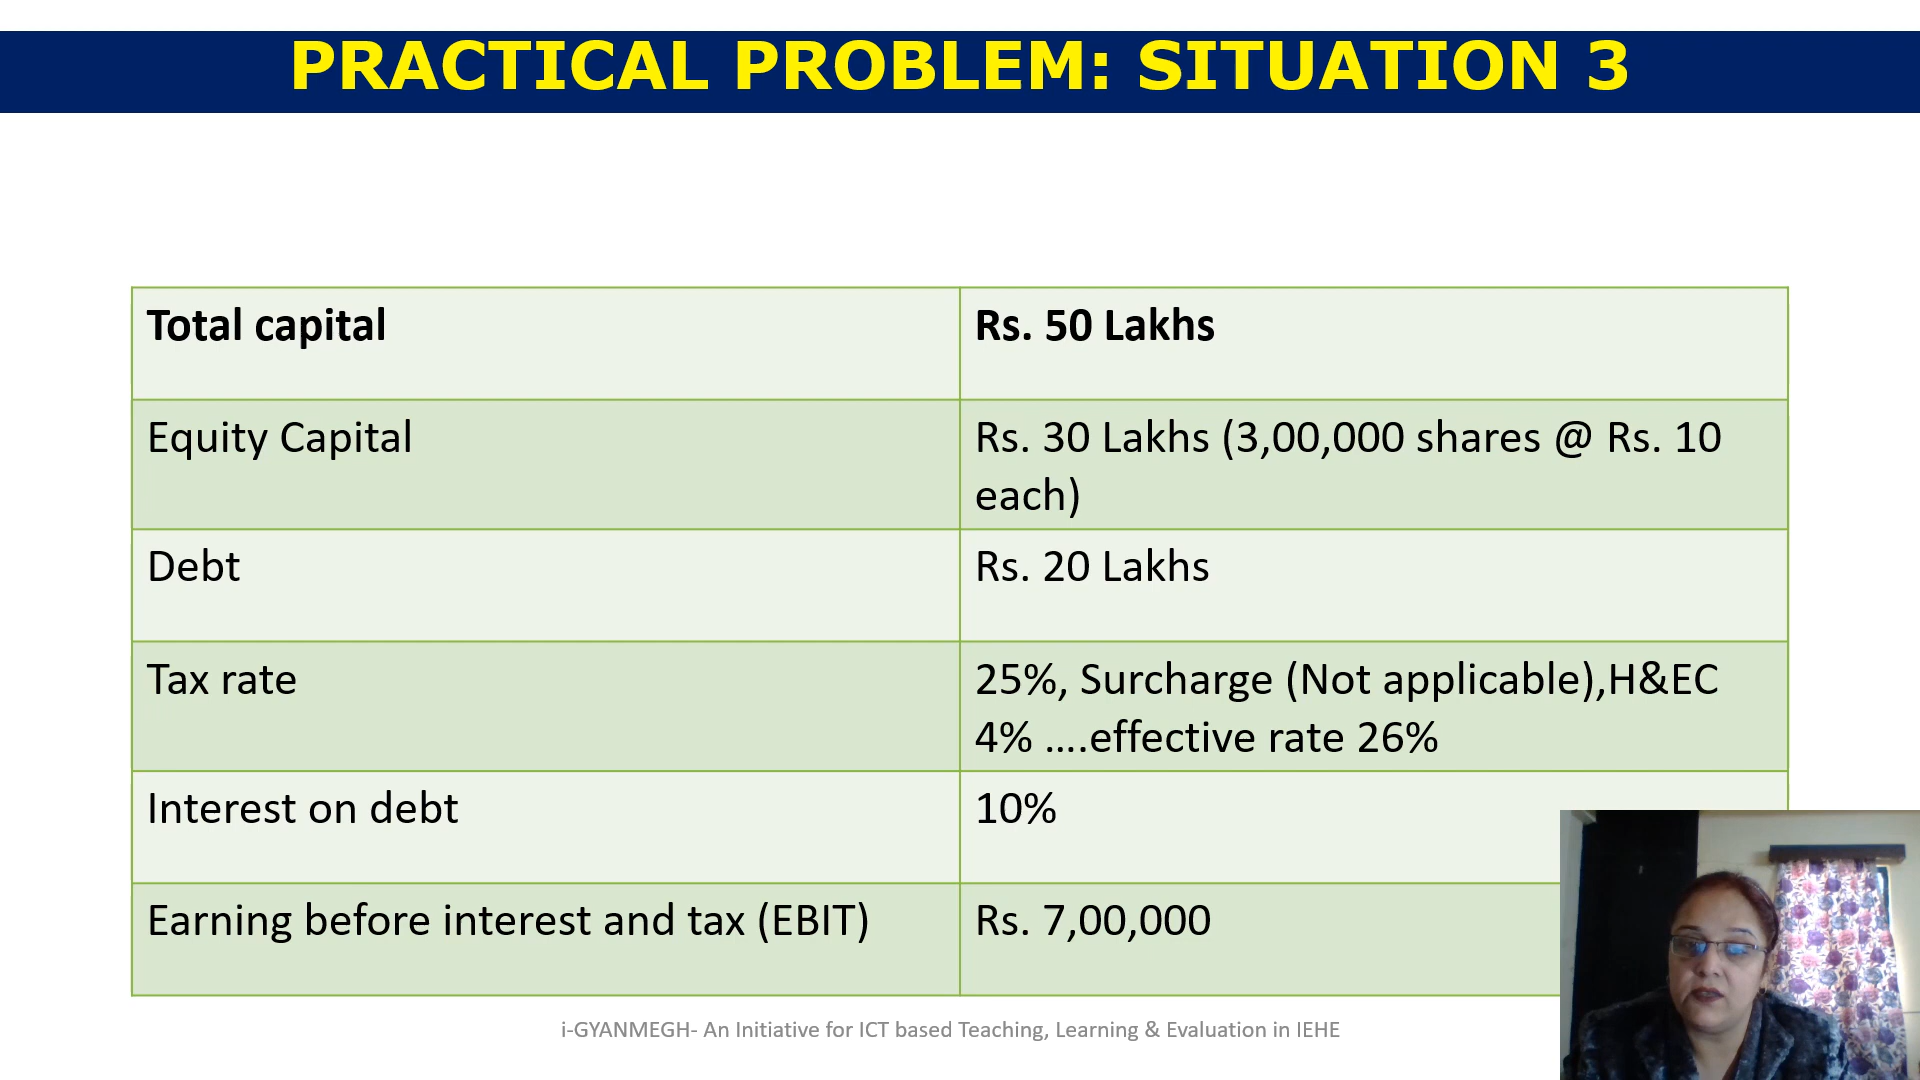 PRACTICAL PROBLEM: SITUATION 3
Total capital
Rs. 50 Lakhs
Equity Capital
Rs. 30 Lakhs (3,00,000 shares @ Rs. 10
each)
Debt
Rs. 20 Lakhs
Tax rate
25%, Surcharge (Not applicable),H&EC
4% ....effective rate 26%
Interest on debt
10%
Earning before interest and tax (EBIT)
Rs. 7,00,000
i-GYANMEGH- An Initiative for ICT based Teaching, Learning & Evaluation in IEHE